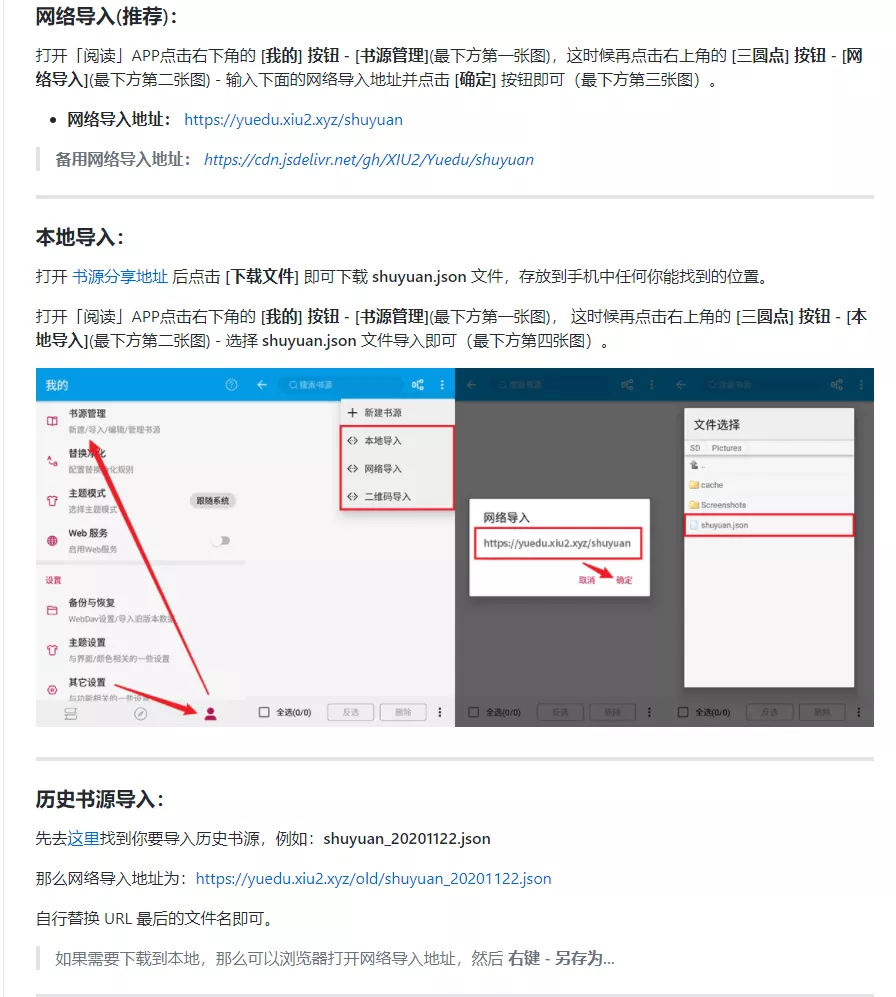 网络导入(推荐)：
打开「阅读」APP点击右下角的 [我的] 按钮 - [书源管理](最下方第一张图)，这时候再点击右上角的 [三圆点] 按钮 - [网
络导入](最下方第二张图) - 输入下面的网络导入地址并点击 [确定] 按钮即可（最下方第三张图）。
• 网络导入地址： https://yuedu.xiu2.xyz/shuyuan
备用网络导入地址： https://cdn.jsdelivr.net/gh/XIU2/Yuedu/shuyuan
本地导入：
打开 书源分享地址 后点击 [下载文件] 即可下载 shuyuan.json 文件，存放到手机中任何你能找到的位置。
打开「阅读」APP点击右下角的 [我的] 按钮 - [书源管理](最下方第一张图)， 这时候再点击右上角的 [三圆点] 按钮 - [本
地导入](最下方第二张图) - 选择 shuyuan.json 文件导入即可（最下方第四张图）。
我的
书源管理
新建/导入/编辑/管理书源
替换净化
配置替换净化规则
主题模式
选择主题模式
跟随系统
Web 服务
启用Web服务
设置
备份与恢复
WebDav设置/导入旧版本数据
主题设置
与界面/颜色相关的一些设置
其它设置
与功能相关的一些设置
搜索书源
新建书源
本地导入
网络导入
二维码导入
全选(0/0)
反选
删除
搜索书源
网络导入
https://yuedu.xiu2.xyz/shuyuan
取消
确定
全选(0/0)
反选
删除
搜索书源
文件选择
SD
Pictures
..
cache
Screenshots
shuyuan.json
全选(0/0)
反选
删除
历史书源导入：
先去这里找到你要导入历史书源，例如：shuyuan_20201122.json
那么网络导入地址为：https://yuedu.xiu2.xyz/old/shuyuan_20201122.json
自行替换 URL 最后的文件名即可。
如果需要下载到本地，那么可以浏览器打开网络导入地址，然后 右键 - 另存为...